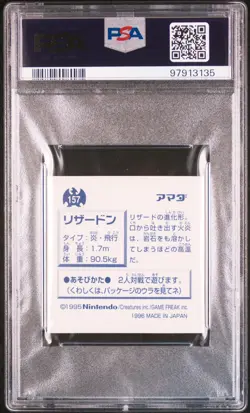 PSA
97913135
157
アマダ
リザードン
タイプ：炎・飛行
身　長：1.7m
体　重：90.5kg
リザードの進化形。
口から吐き出す火炎
は、岩石をも溶かし
てしまうほどの高温
だ。
●あそびかた● 2人対戦で遊びます。
(くわしくは、パッケージのウラを見てネ)
©1995 Nintendo/Creatures inc./GAME FREAK inc.
1996 MADE IN JAPAN